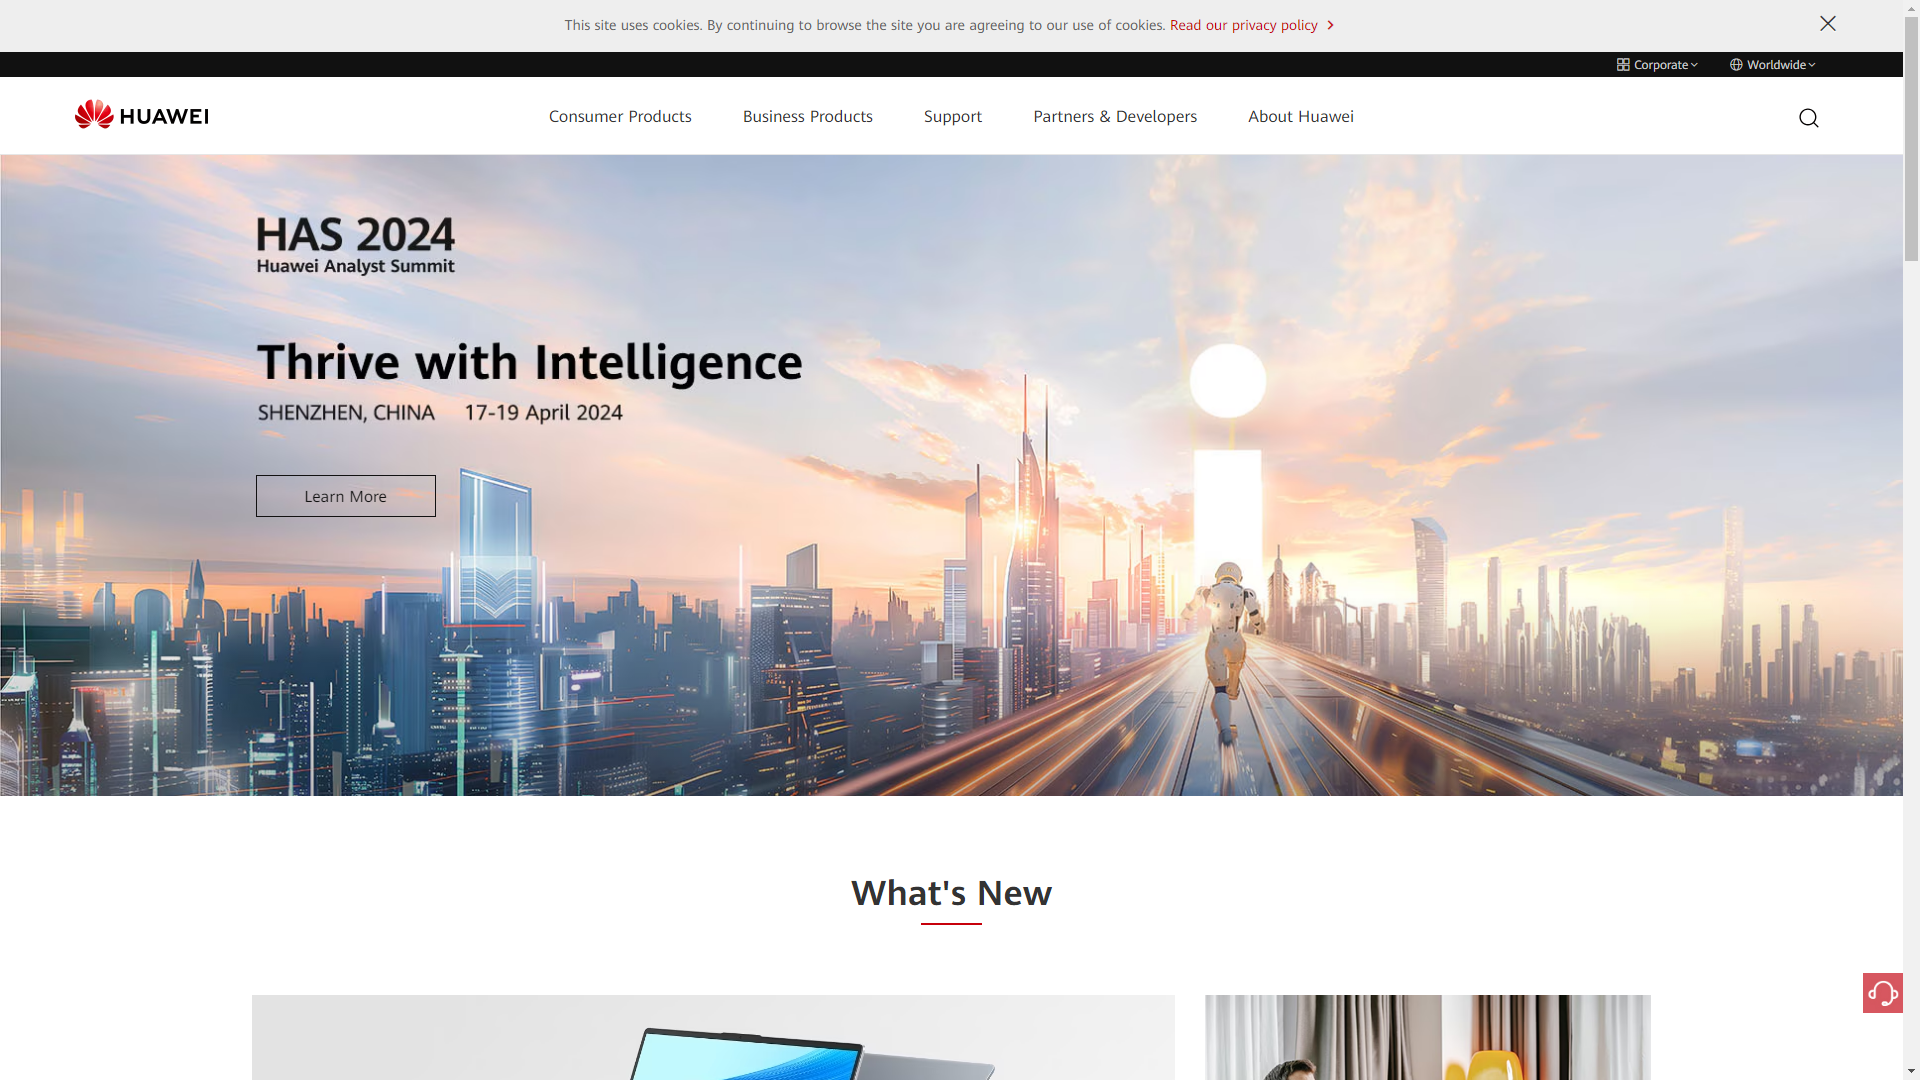 This site uses cookies. By continuing to browse the site you are agreeing to our use of cookies. Read our privacy policy
Corporate
Worldwide
HUAWEI
Consumer Products
Business Products
Support
Partners & Developers
About Huawei
HAS 2024
Huawei Analyst Summit
Thrive with Intelligence
SHENZHEN, CHINA 17-19 April 2024
Learn More
What's New